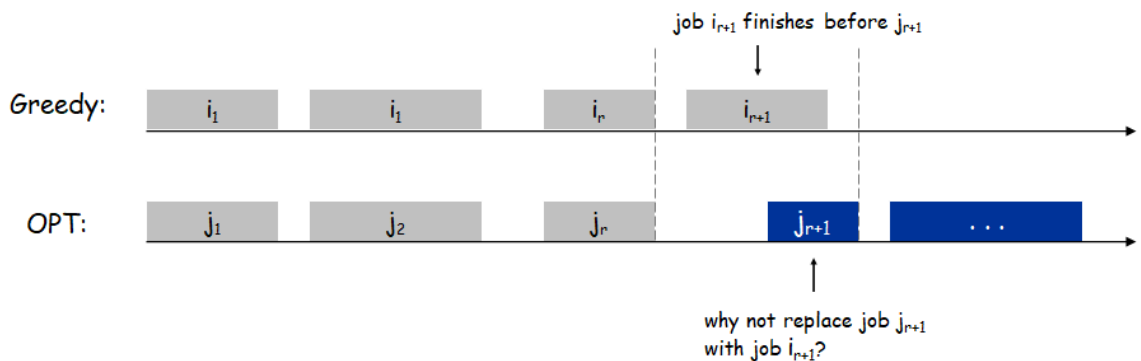 job i_{r+1} finishes before j_{r+1}
Greedy:
i_1
i_1
i_r
i_{r+1}
OPT:
j_1
j_2
j_r
j_{r+1}
. . .
why not replace job j_{r+1}
with job i_{r+1}?